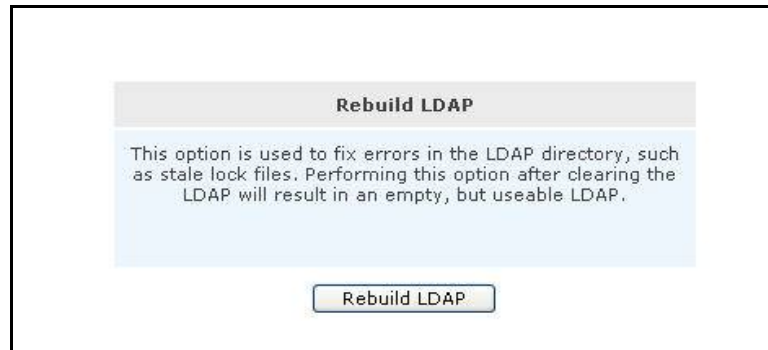 Rebuild LDAP
This option is used to fix errors in the LDAP directory, such
as stale lock files. Performing this option after clearing the
LDAP will result in an empty, but useable LDAP.
Rebuild LDAP